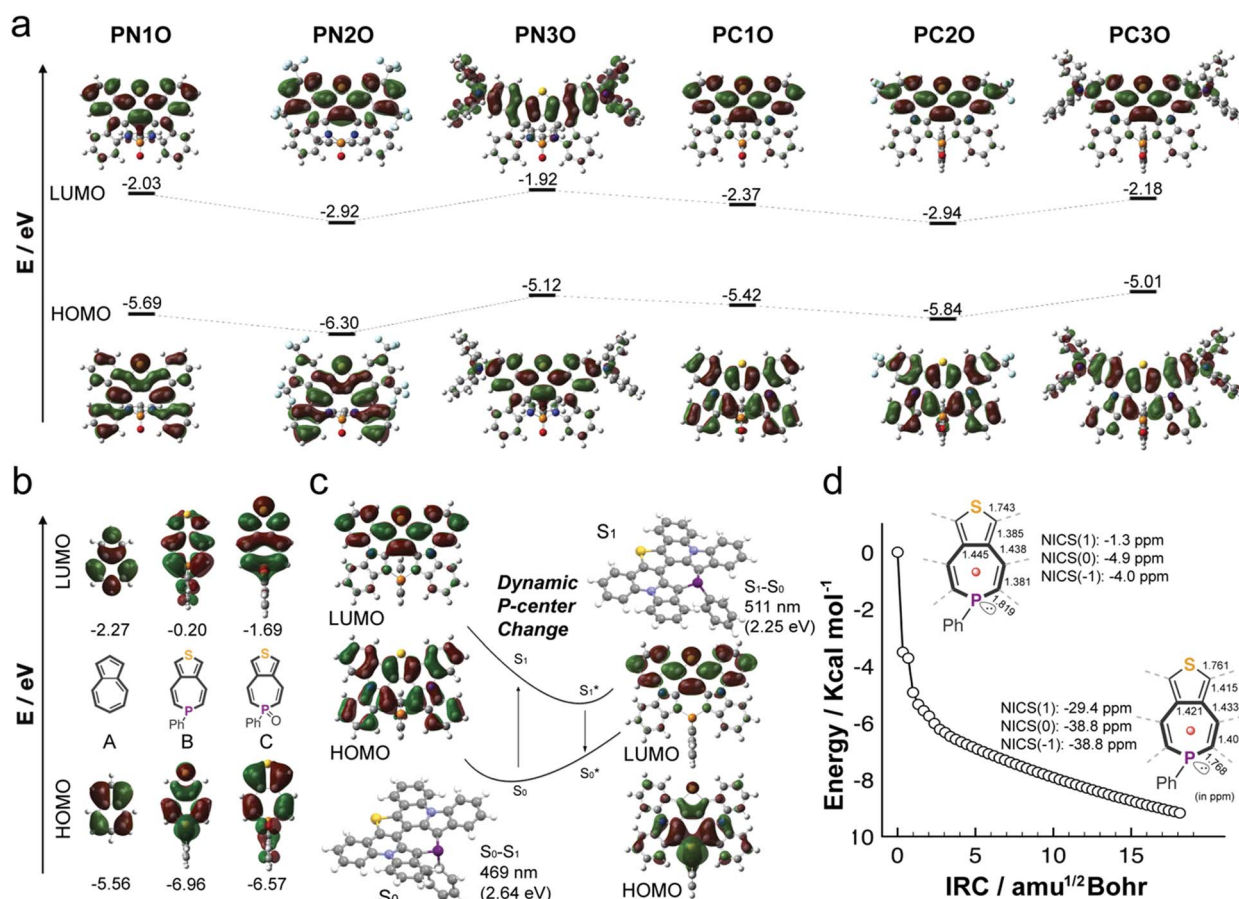 a
PN1O PN2O PN3O PC1O PC2O PC3O
E / eV
LUMO
-2.03 -2.92 -1.92 -2.37 -2.94 -2.18
HOMO
-5.69 -6.30 -5.12 -5.42 -5.84 -5.01
b
E / eV
LUMO
-2.27 -0.20 -1.69
S S
P P
Ph Ph O
A B C
HOMO
-5.56 -6.96 -6.57
c
LUMO
Dynamic
P-center
Change
S1
S1-S0
511 nm
(2.25 eV)
HOMO
S1
S1*
LUMO
S0
S0*
S0-S1
469 nm
(2.64 eV)
S0
HOMO
d
Energy / Kcal mol-1
0
-2
-4
-6
-8
10
0 5 10 15
IRC / amu1/2 Bohr
S
1.743
1.385
1.445
1.438
1.381
P
1.819
Ph
NICS(1): -1.3 ppm
NICS(0): -4.9 ppm
NICS(-1): -4.0 ppm
S
1.761
1.415
1.421
1.433
1.40
P
1.768
Ph
(in ppm)
NICS(1): -29.4 ppm
NICS(0): -38.8 ppm
NICS(-1): -38.8 ppm